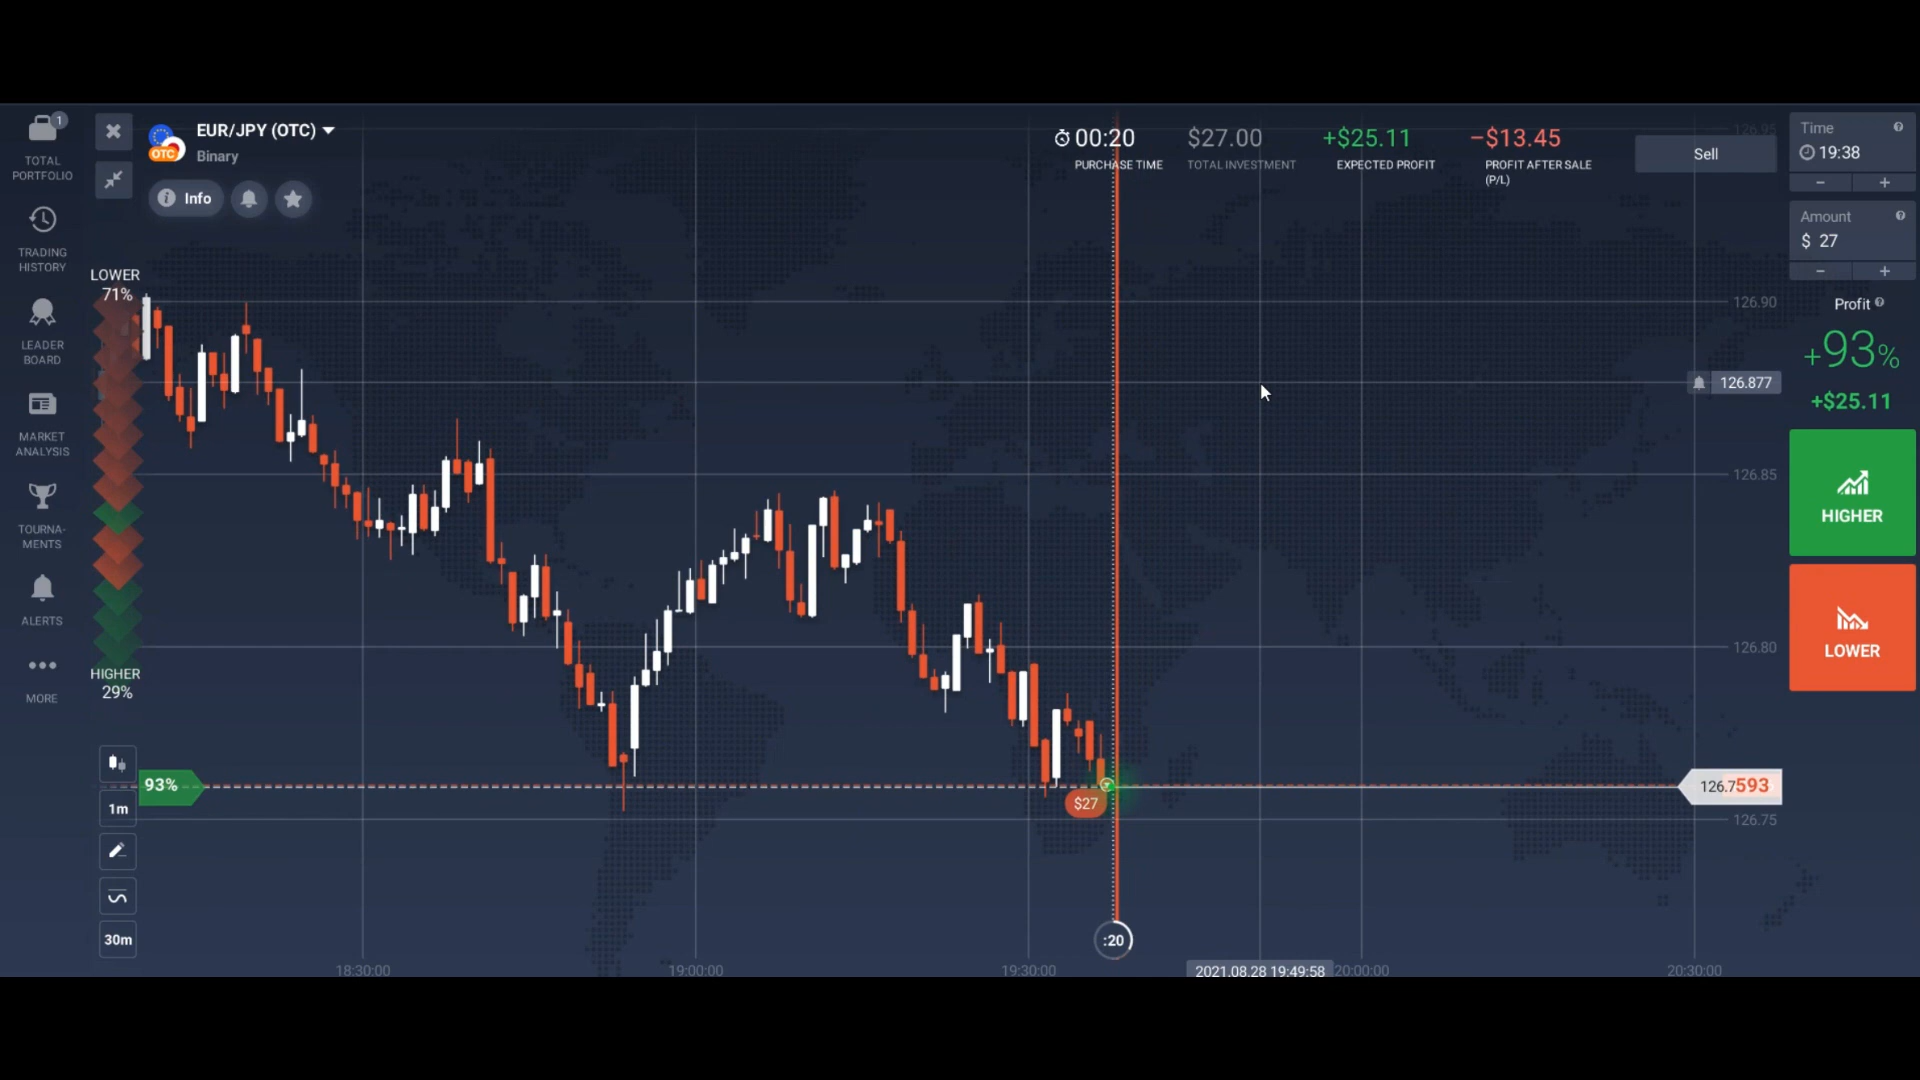 1
TOTAL
PORTFOLIO
TRADING
HISTORY
LEADER
BOARD
MARKET
ANALYSIS
TOURNA-
MENTS
ALERTS
MORE
EUR/JPY (OTC)
OTC
Binary
Info
LOWER
71%
HIGHER
29%
93%
1m
30m
00:20
PURCHASE TIME
$27.00
TOTAL INVESTMENT
+$25.11
EXPECTED PROFIT
−$13.45
PROFIT AFTER SALE
(P/L)
Sell
126.95
126.90
126.877
126.85
126.80
126.7593
126.75
$27
:20
18:30:00
19:00:00
19:30:00
2021.08.28 19:49:58
20:00:00
20:30:00
Time
19:38
− +
Amount
$ 27
− +
Profit
+93%
+$25.11
HIGHER
LOWER